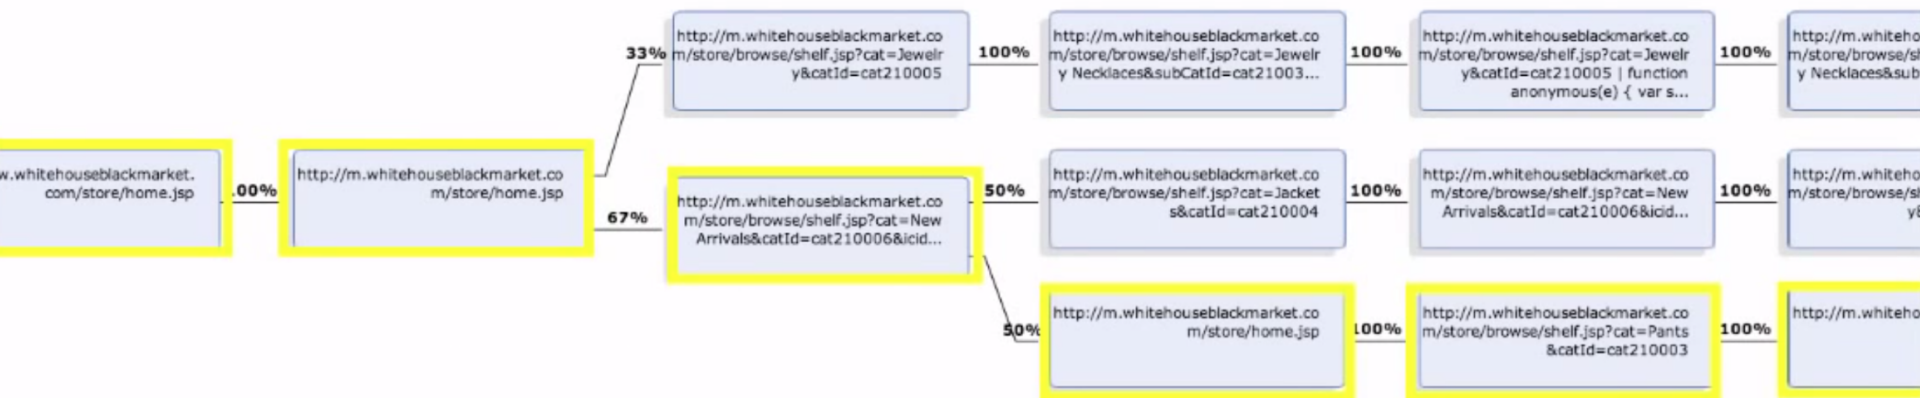 http://m.whitehouseblackmarket.co
m/store/browse/shelf.jsp?cat=Jewelr
y&catId=cat210005
33%
100%
http://m.whitehouseblackmarket.co
m/store/browse/shelf.jsp?cat=Jewelr
y Necklaces&subCatId=cat21003...
100%
http://m.whitehouseblackmarket.co
m/store/browse/shelf.jsp?cat=Jewelr
y&catId=cat210005 | function
anonymous(e) { var s...
100%
http://m.whiteho
m/store/browse/s
y Necklaces&sub
w.whitehouseblackmarket.
com/store/home.jsp
.00%
http://m.whitehouseblackmarket.co
m/store/home.jsp
67%
http://m.whitehouseblackmarket.co
m/store/browse/shelf.jsp?cat=New
Arrivals&catId=cat210006&icid...
50%
http://m.whitehouseblackmarket.co
m/store/browse/shelf.jsp?cat=Jacket
s&catId=cat210004
100%
http://m.whitehouseblackmarket.co
m/store/browse/shelf.jsp?cat=New
Arrivals&catId=cat210006&icid...
100%
http://m.whiteho
m/store/browse/s
y&
50%
http://m.whitehouseblackmarket.co
m/store/home.jsp
100%
http://m.whitehouseblackmarket.co
m/store/browse/shelf.jsp?cat=Pants
&catId=cat210003
100%
http://m.whiteho